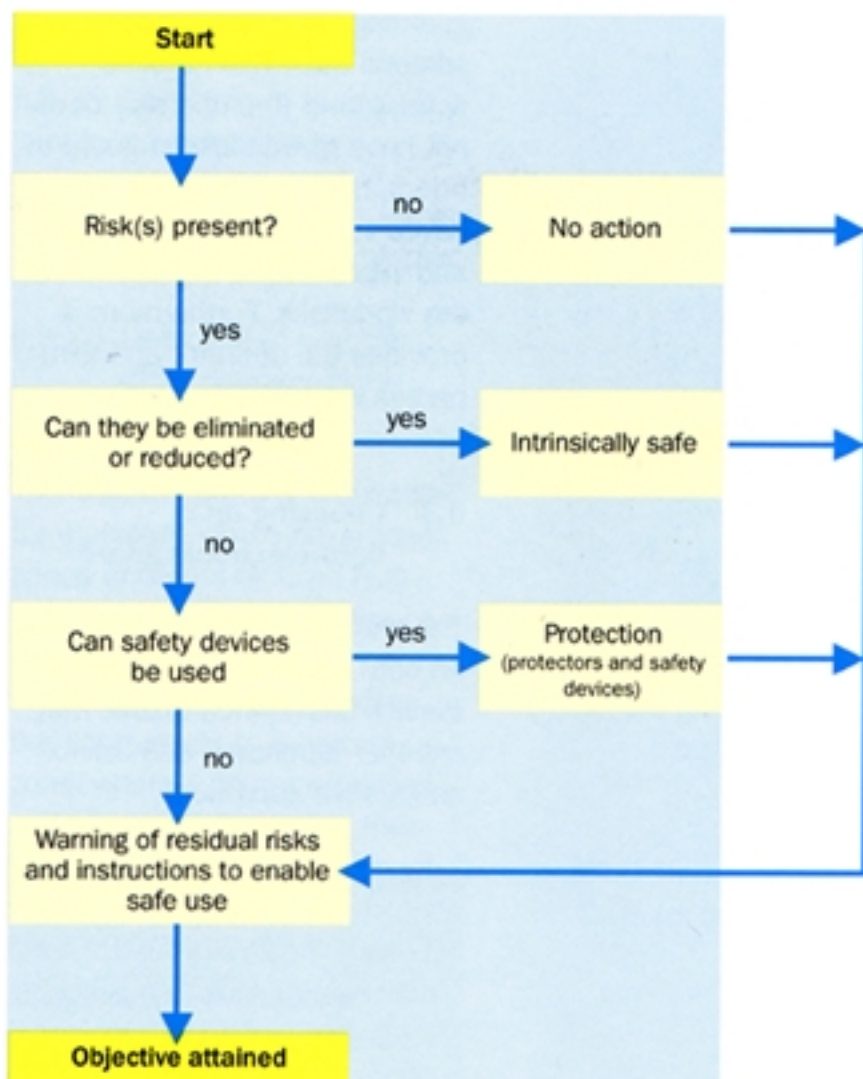 Start
Risk(s) present?
no
No action
yes
Can they be eliminated
or reduced?
yes
Intrinsically safe
no
Can safety devices
be used
yes
Protection
(protectors and safety
devices)
no
Warning of residual risks
and instructions to enable
safe use
Objective attained